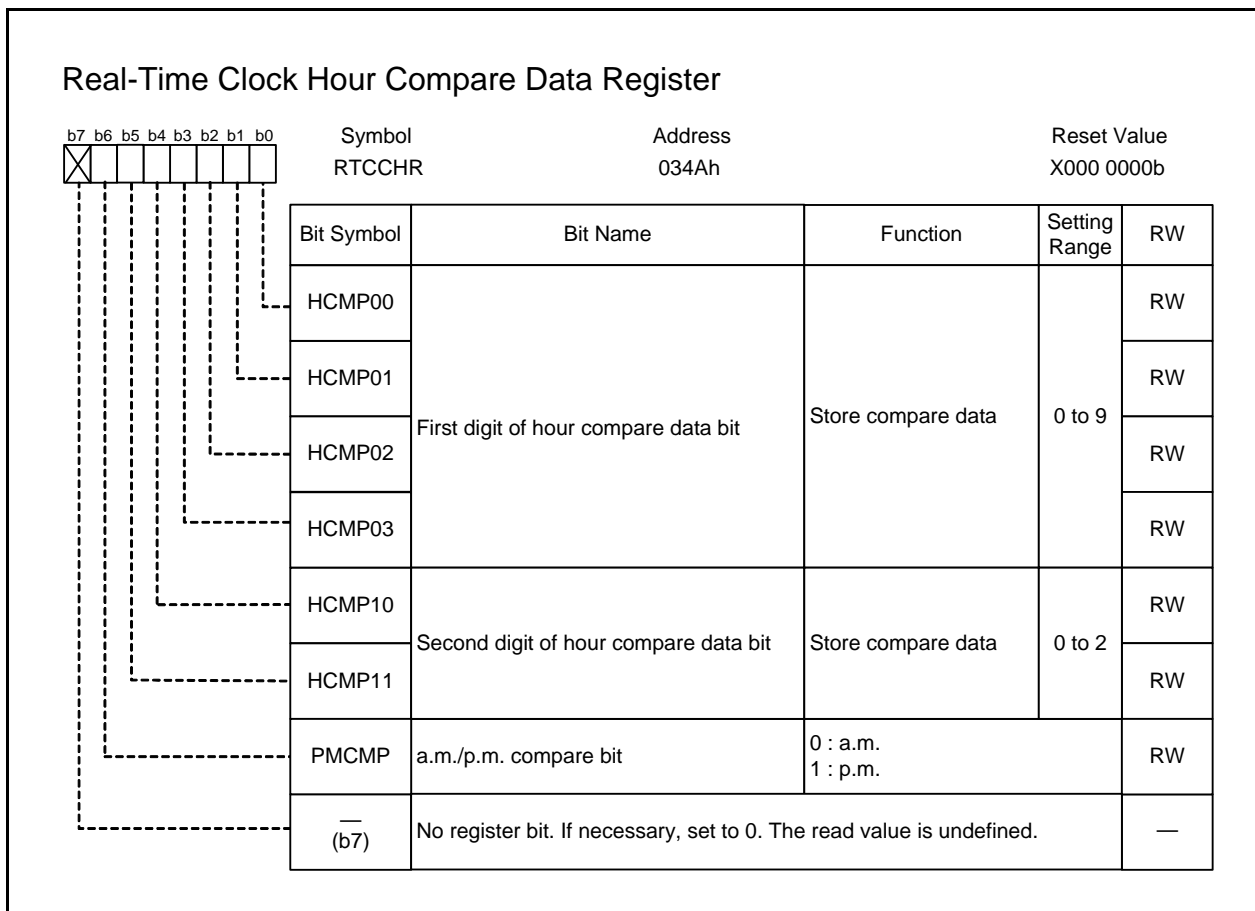 Real-Time Clock Hour Compare Data Register
b7 b6 b5 b4 b3 b2 b1 b0
Symbol Address Reset Value
RTCCHR 034Ah X000 0000b
Bit Symbol Bit Name Function Setting Range RW
HCMP00 RW
HCMP01 RW
First digit of hour compare data bit Store compare data 0 to 9
HCMP02 RW
HCMP03 RW
HCMP10 RW
Second digit of hour compare data bit Store compare data 0 to 2
HCMP11 RW
PMCMP a.m./p.m. compare bit 0 : a.m. RW
1 : p.m.
— (b7) No register bit. If necessary, set to 0. The read value is undefined. —